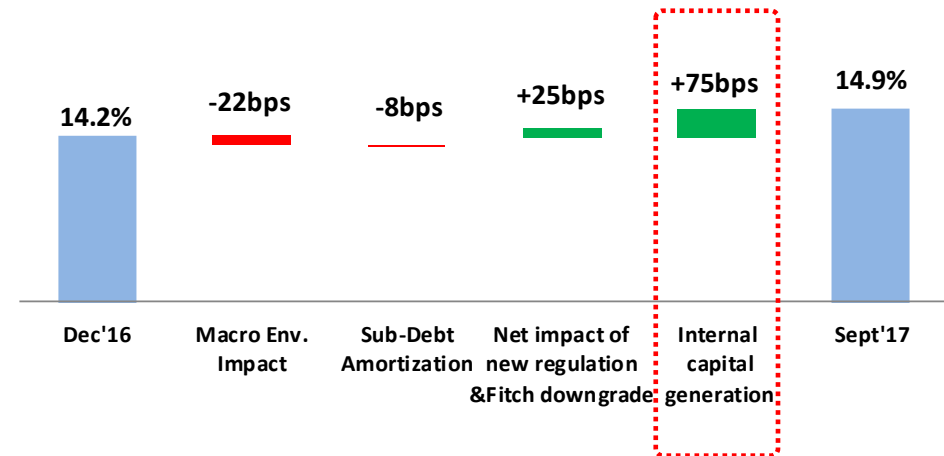 14.2%
-22bps
-8bps
+25bps
+75bps
14.9%
Dec'16
Macro Env.
Impact
Sub-Debt
Amortization
Net impact of
new regulation
&Fitch downgrade
Internal
capital
generation
Sept'17